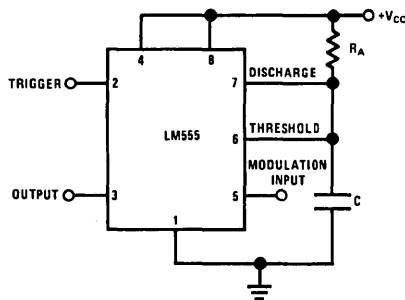 +VCC
RA
4
8
TRIGGER
2
7
DISCHARGE
LM555
6
THRESHOLD
MODULATION
INPUT
OUTPUT
3
5
C
1